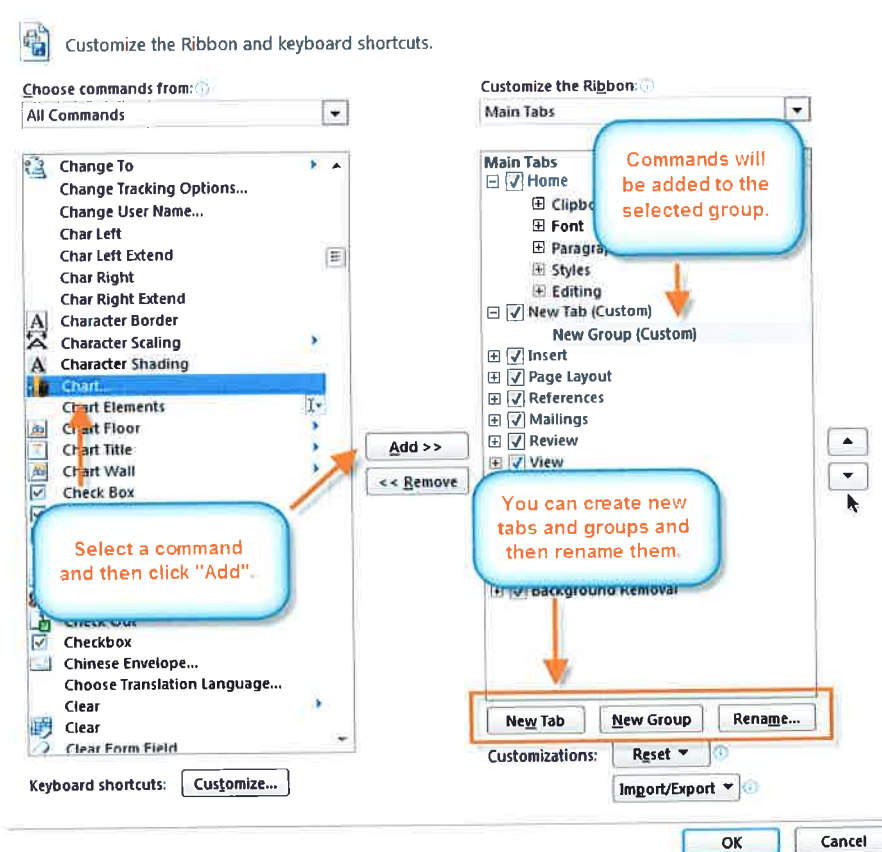 Customize the Ribbon and keyboard shortcuts.
Choose commands from:
All Commands
Change To
Change Tracking Options...
Change User Name...
Char Left
Char Left Extend
Char Right
Char Right Extend
Character Border
Character Scaling
Character Shading
Chart...
Chart Elements
Chart Floor
Chart Title
Chart Wall
Check Box
Select a command
and then click "Add".
Check Out
Checkbox
Chinese Envelope...
Choose Translation Language...
Clear
Clear
Clear Form Field
Keyboard shortcuts: Customize...
Add >>
<< Remove
Customize the Ribbon:
Main Tabs
Main Tabs
Home
Clipbo
Font
Paragra
Styles
Editing
Commands will
be added to the
selected group.
New Tab (Custom)
New Group (Custom)
Insert
Page Layout
References
Mailings
Review
View
You can create new
tabs and groups and
then rename them.
Background Removal
New Tab New Group Rename...
Customizations: Reset
Import/Export
OK Cancel